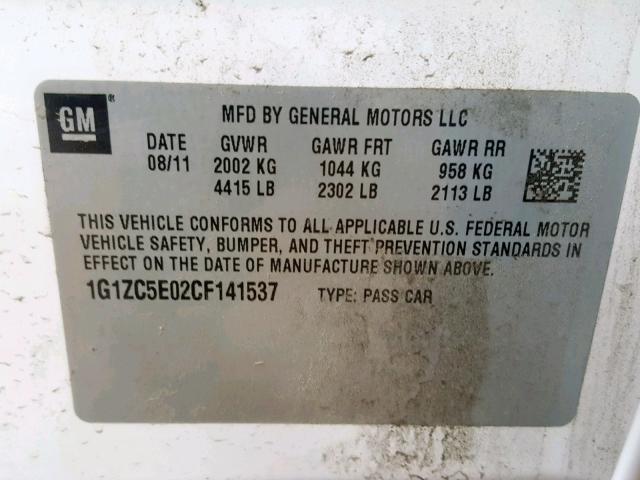 GM®
MFD BY GENERAL MOTORS LLC
DATE GVWR GAWR FRT GAWR RR
08/11 2002 KG 1044 KG 958 KG
4415 LB 2302 LB 2113 LB
THIS VEHICLE CONFORMS TO ALL APPLICABLE U.S. FEDERAL MOTOR
VEHICLE SAFETY, BUMPER, AND THEFT PREVENTION STANDARDS IN
EFFECT ON THE DATE OF MANUFACTURE SHOWN ABOVE.
1G1ZC5E02CF141537 TYPE: PASS CAR